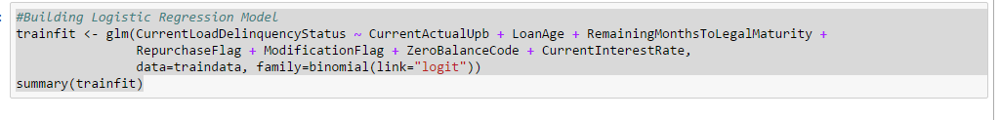 #Building Logistic Regression Model
trainfit <- glm(CurrentLoadDelinquencyStatus ~ CurrentActualUpb + LoanAge + RemainingMonthsToLegalMaturity +
RepurchaseFlag + ModificationFlag + ZeroBalanceCode + CurrentInterestRate,
data=traindata, family=binomial(link="logit"))
summary(trainfit)